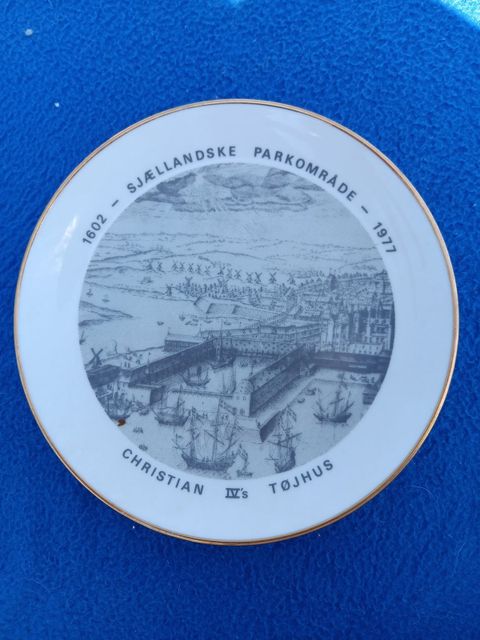 1602 - SJÆLLANDSKE PARKOMRÅDE - 1977
CHRISTIAN IV's TØJHUS